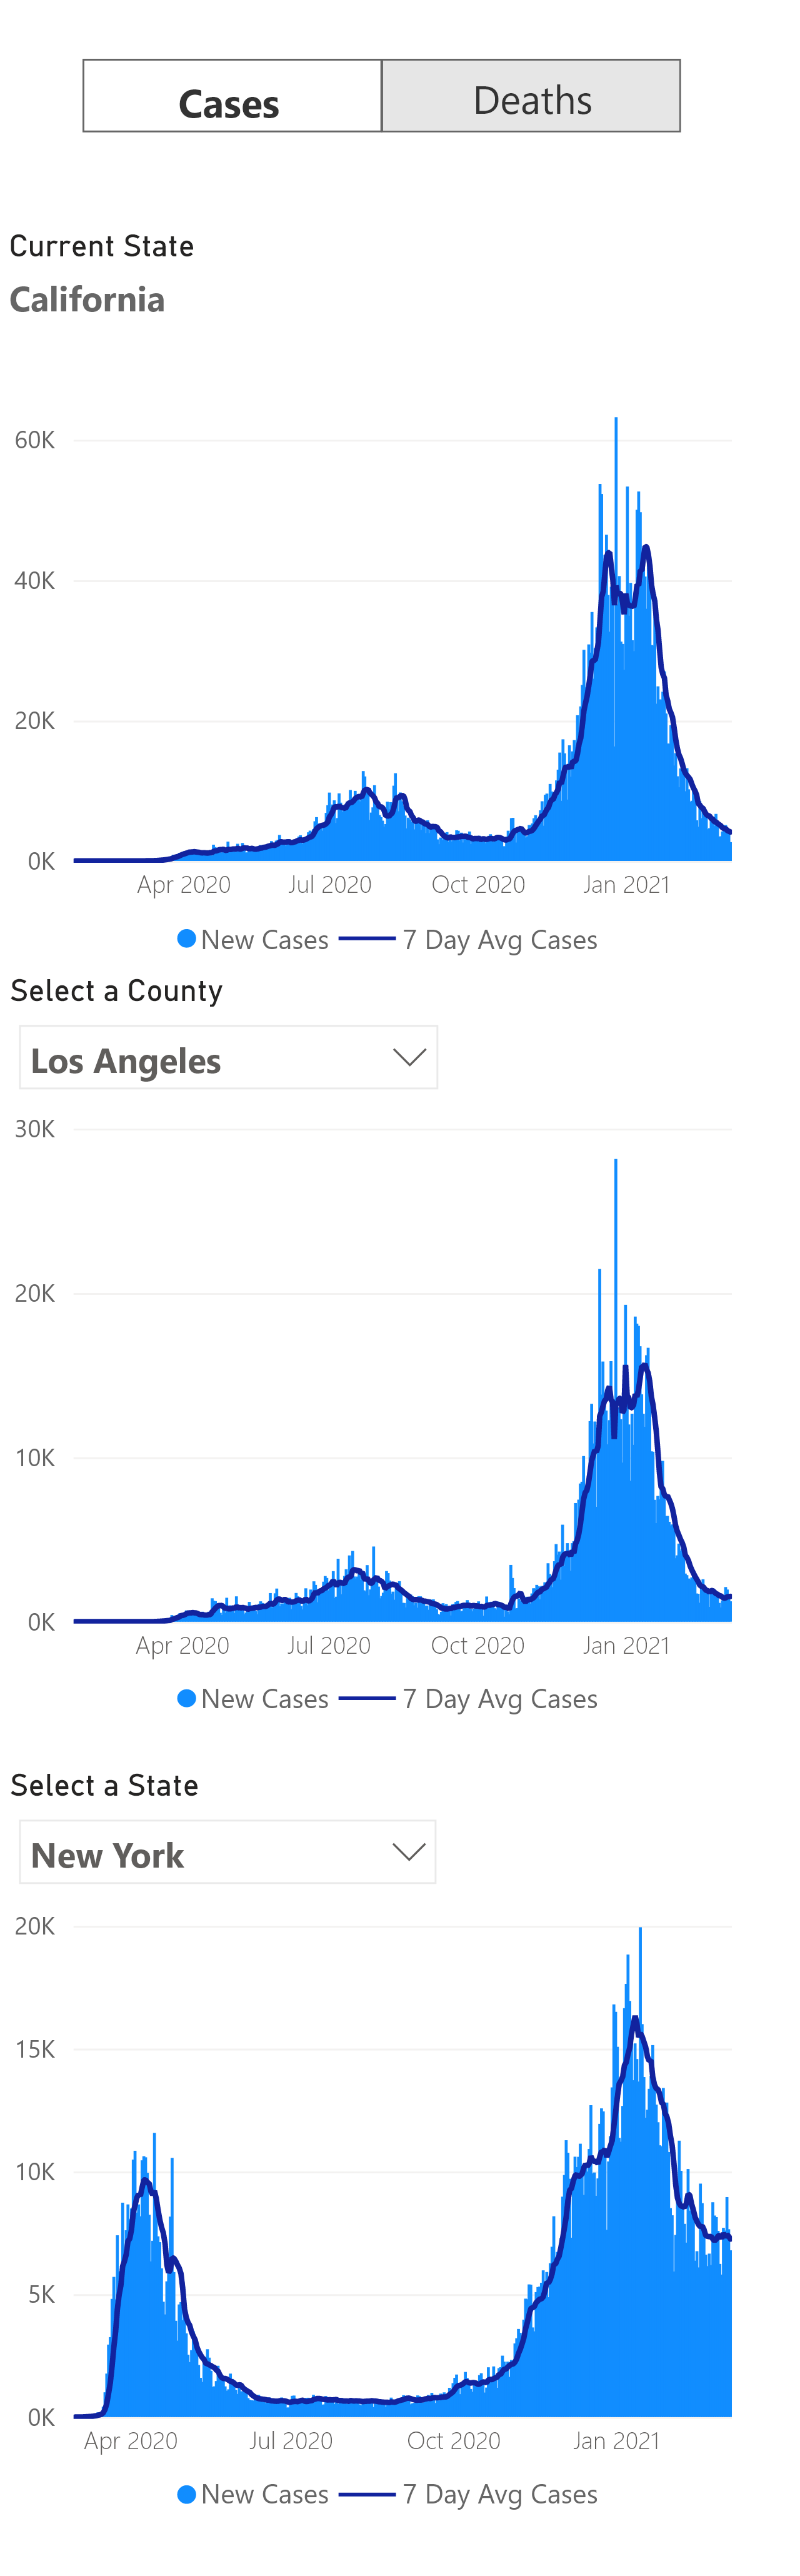 Cases Deaths
Current State
California
60K
40K
20K
0K
Apr 2020 Jul 2020 Oct 2020 Jan 2021
New Cases 7 Day Avg Cases
Select a County
Los Angeles
30K
20K
10K
0K
Apr 2020 Jul 2020 Oct 2020 Jan 2021
New Cases 7 Day Avg Cases
Select a State
New York
20K
15K
10K
5K
0K
Apr 2020 Jul 2020 Oct 2020 Jan 2021
New Cases 7 Day Avg Cases